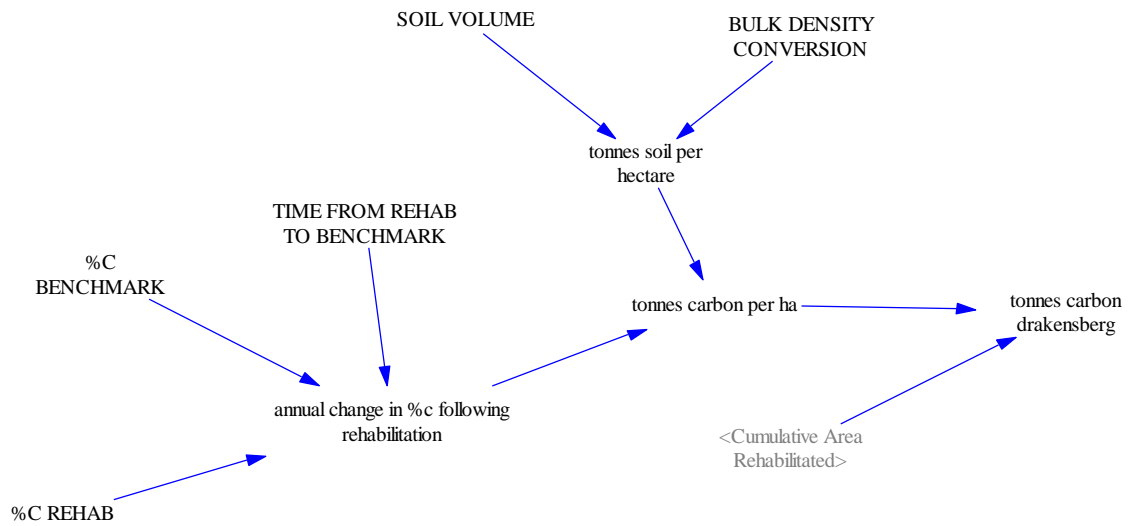 SOIL VOLUME
BULK DENSITY
CONVERSION
tonnes soil per
hectare
TIME FROM REHAB
TO BENCHMARK
%C
BENCHMARK
tonnes carbon per ha
tonnes carbon
drakensberg
annual change in %c following
rehabilitation
<Cumulative Area
Rehabilitated>
%C REHAB